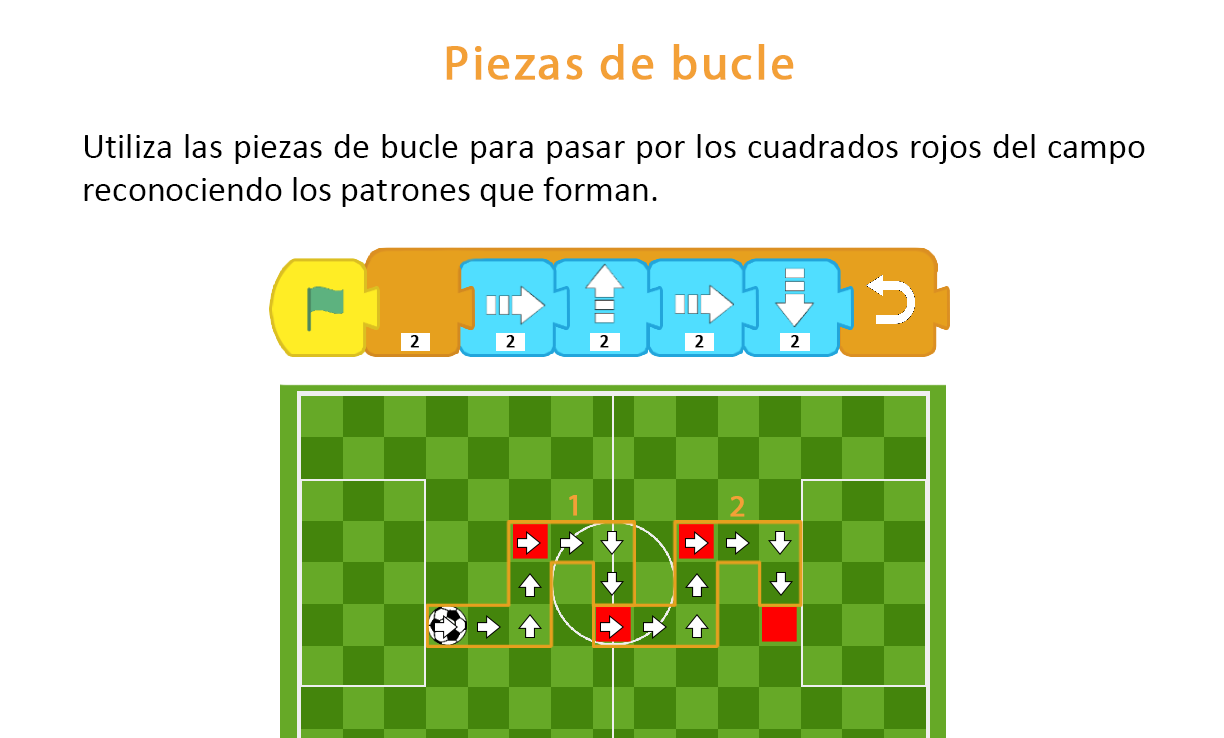 Piezas de bucle
Utiliza las piezas de bucle para pasar por los cuadrados rojos del campo
reconociendo los patrones que forman.
2 2 2 2 2
1 2